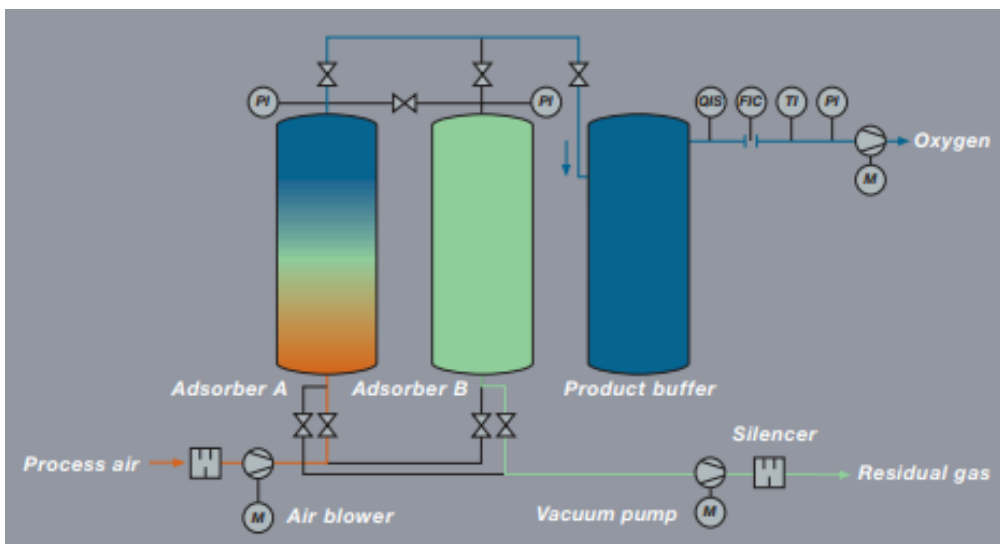 PI
PI
QIS
FIC
TI
PI
Oxygen
M
Adsorber A
Adsorber B
Product buffer
Silencer
Process air
Residual gas
M
Air blower
Vacuum pump
M